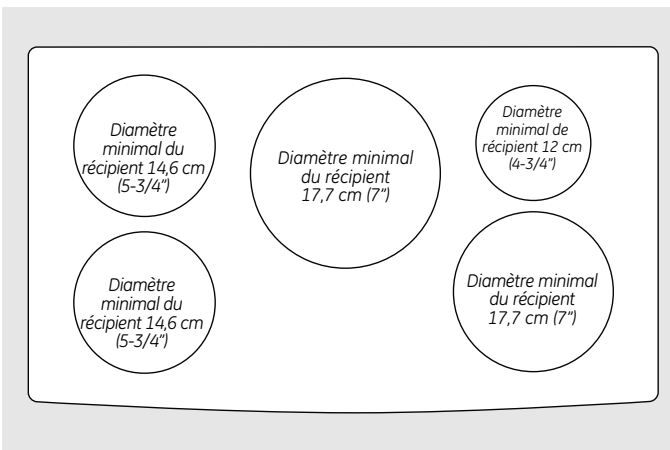 Diamètre
minimal du
récipient 14,6 cm
(5-3/4")
Diamètre minimal
du récipient
17,7 cm (7")
Diamètre
minimal de
récipient 12 cm
(4-3/4")
Diamètre
minimal du
récipient 14,6 cm
(5-3/4")
Diamètre minimal
du récipient
17,7 cm (7")